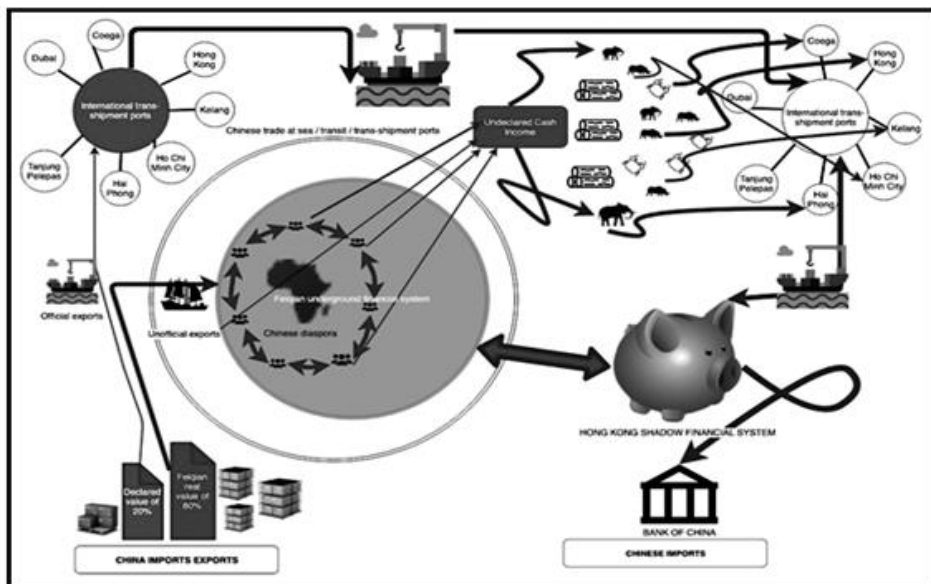 Coega
Dubai
Hong
Kong
International trans-
shipment ports
Kelang
Tanjung
Pelepas
Hai
Phong
Ho Chi
Minh City
Chinese trade at sea / transit / trans-shipment ports
Undeclared Cash
Income
Coega
Hong
Kong
Dubai
International trans-
shipment ports
Kelang
Tanjung
Pelepas
Hai
Phong
Ho Chi
Minh City
Official exports
Unofficial exports
Feiqian underground financial system
Chinese diaspora
Declared
value of
20%
Feiqian
real
value of
80%
CHINA IMPORTS EXPORTS
HONG KONG SHADOW FINANCIAL SYSTEM
BANK OF CHINA
CHINESE IMPORTS